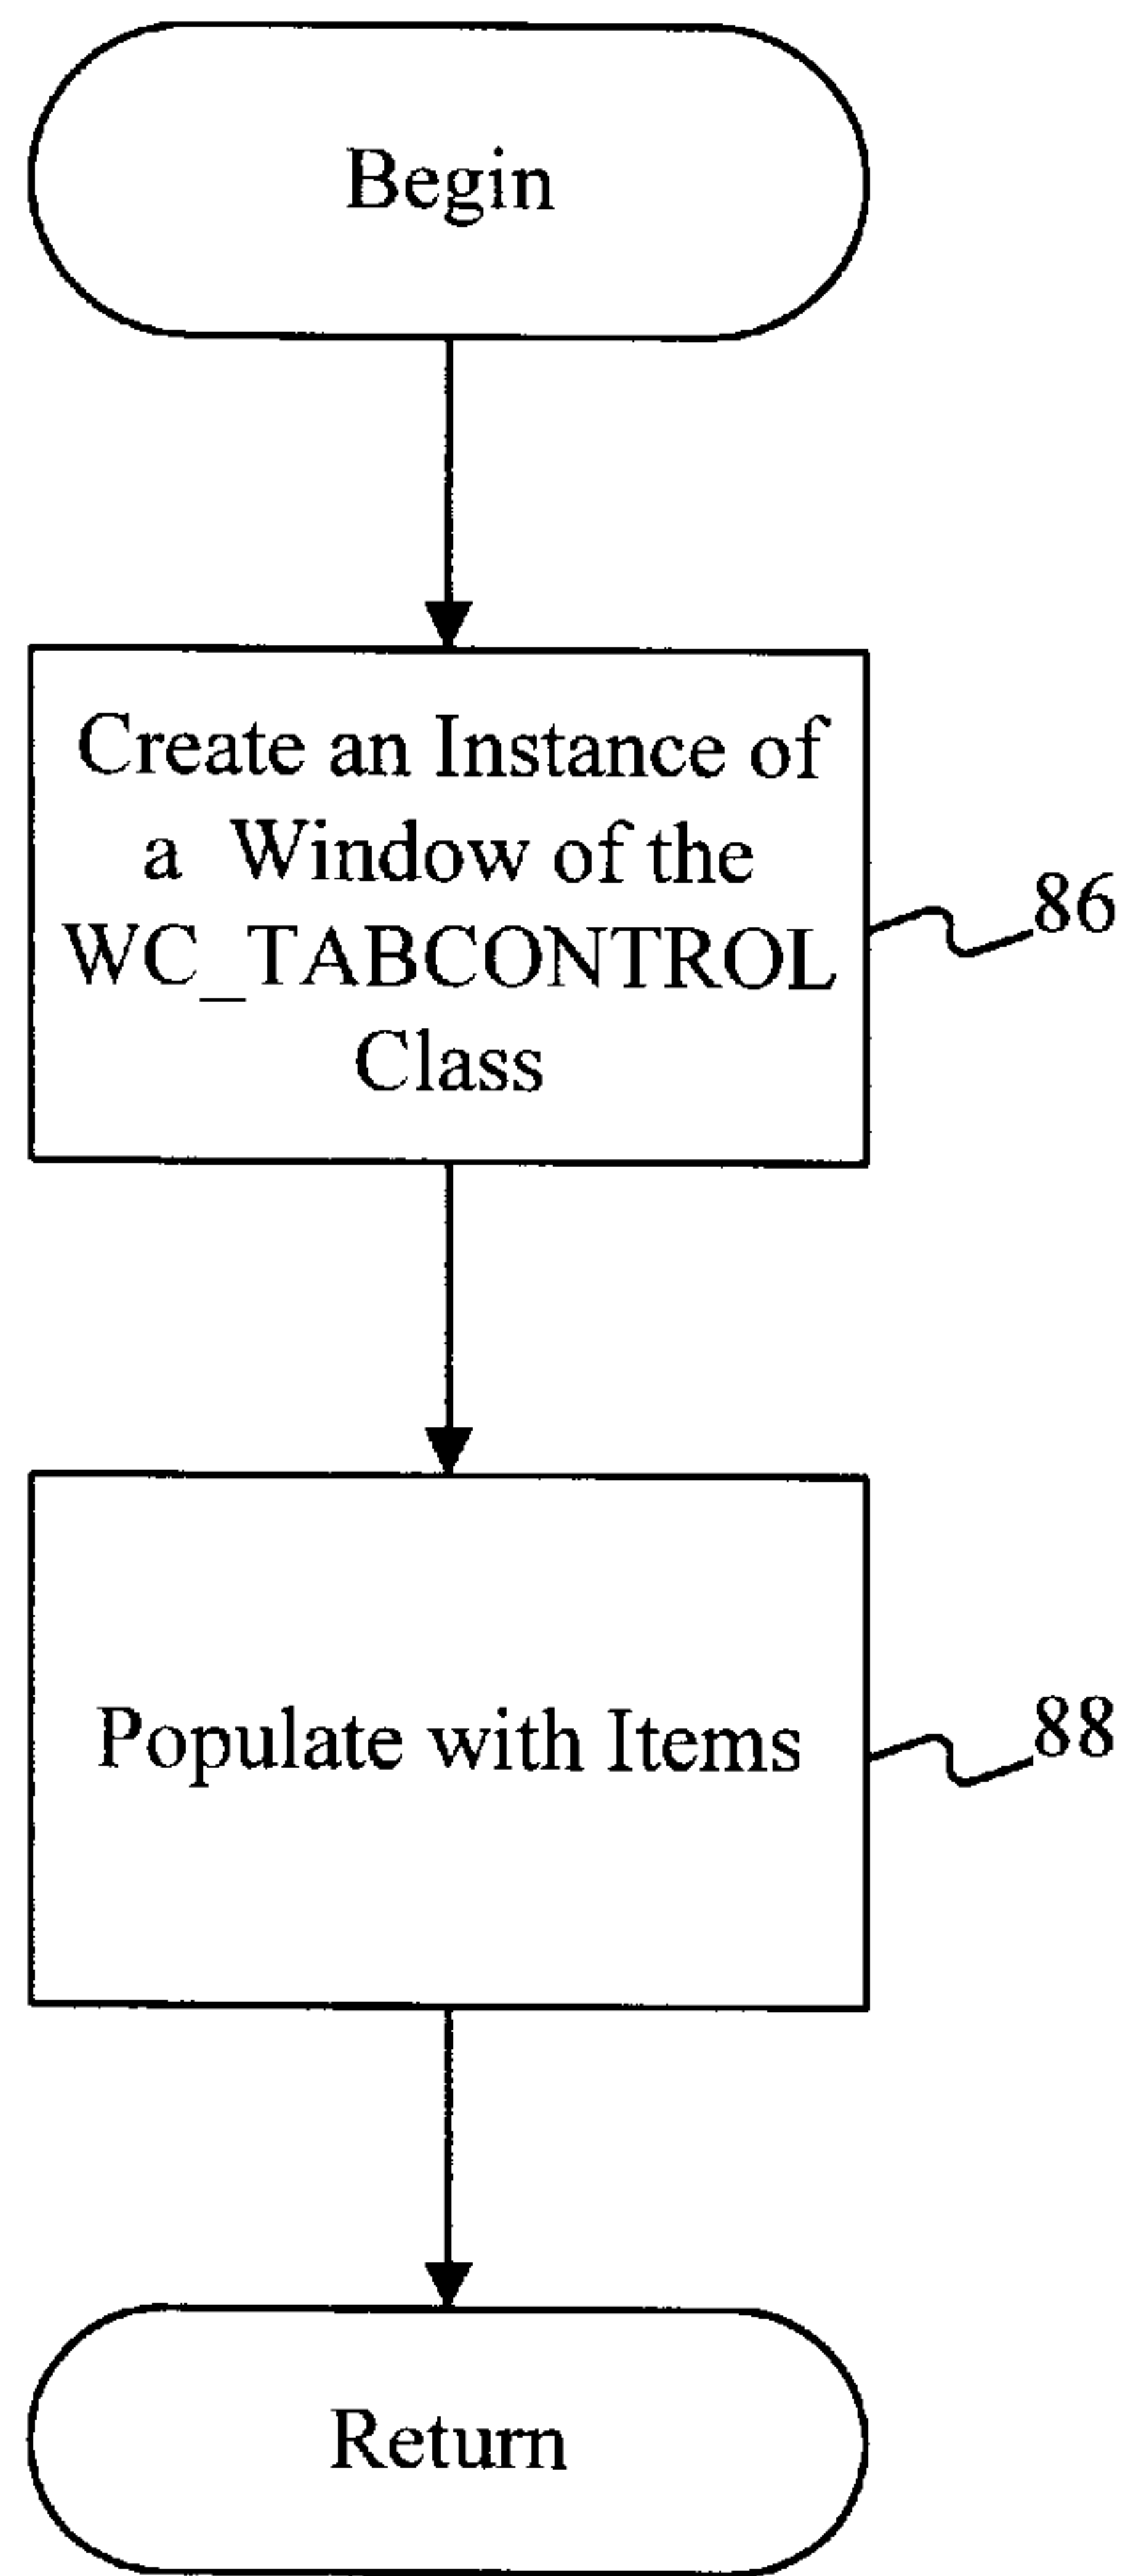 Begin
Create an Instance of
a Window of the
WC_TABCONTROL
Class
86
Populate with Items
88
Return